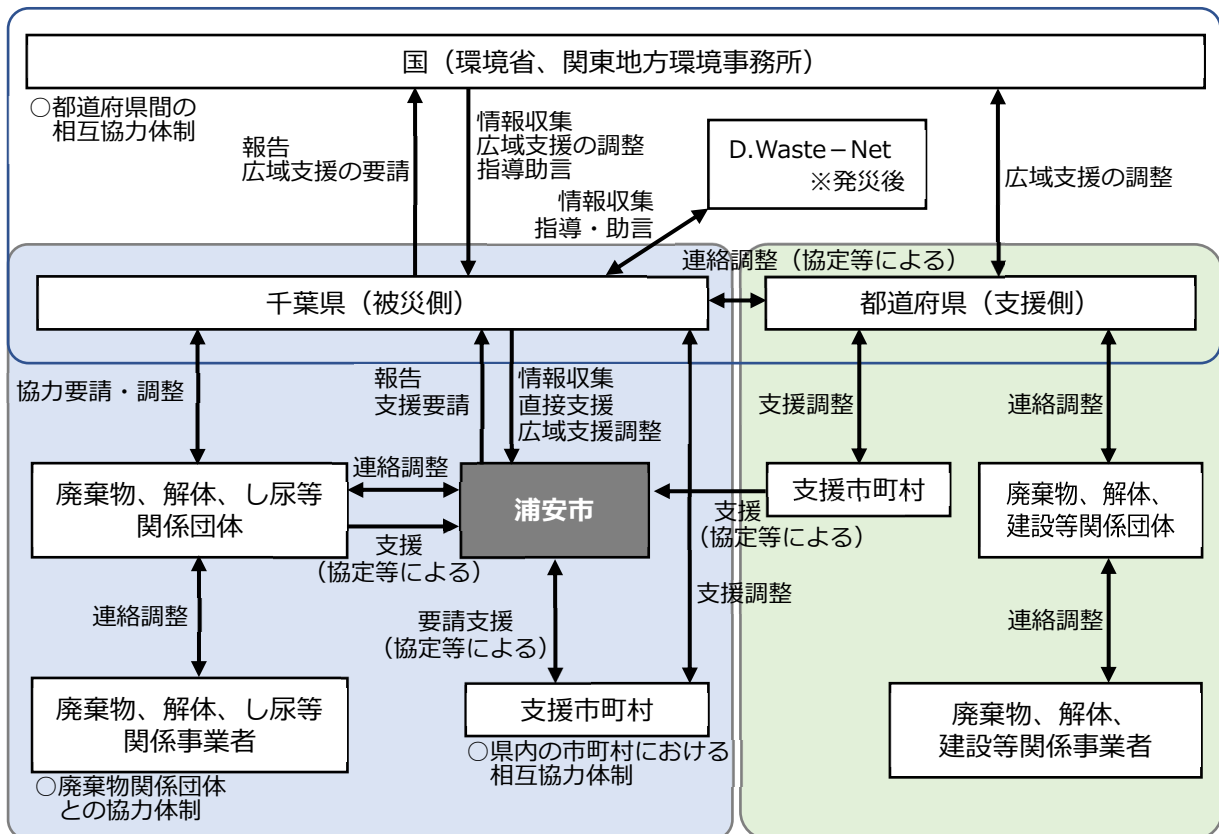 国（環境省、関東地方環境事務所）
○都道府県間の
相互協力体制
報告
広域支援の要請
情報収集
広域支援の調整
指導助言
D.Waste－Net
※発災後
広域支援の調整
情報収集
指導・助言
連絡調整（協定等による）
千葉県（被災側）
都道府県（支援側）
協力要請・調整
報告
支援要請
情報収集
直接支援
広域支援調整
支援調整
連絡調整
廃棄物、解体、し尿等
関係団体
連絡調整
浦安市
支援市町村
廃棄物、解体、
建設等関係団体
支援
（協定等による）
支援
（協定等による）
連絡調整
要請支援
（協定等による）
支援調整
連絡調整
廃棄物、解体、し尿等
関係事業者
支援市町村
廃棄物、解体、
建設等関係事業者
○廃棄物関係団体
との協力体制
○県内の市町村における
相互協力体制